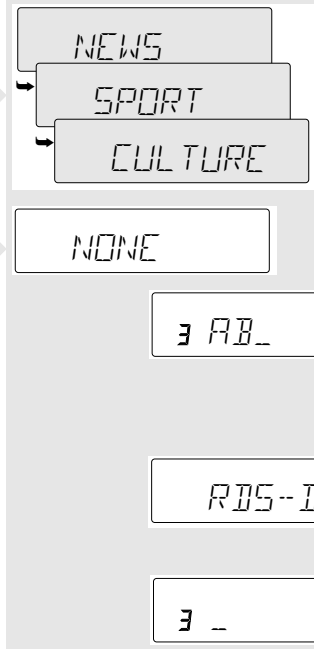 NEWS
SPORT
CULTURE
NONE
3 AB_
RDS-
3 _